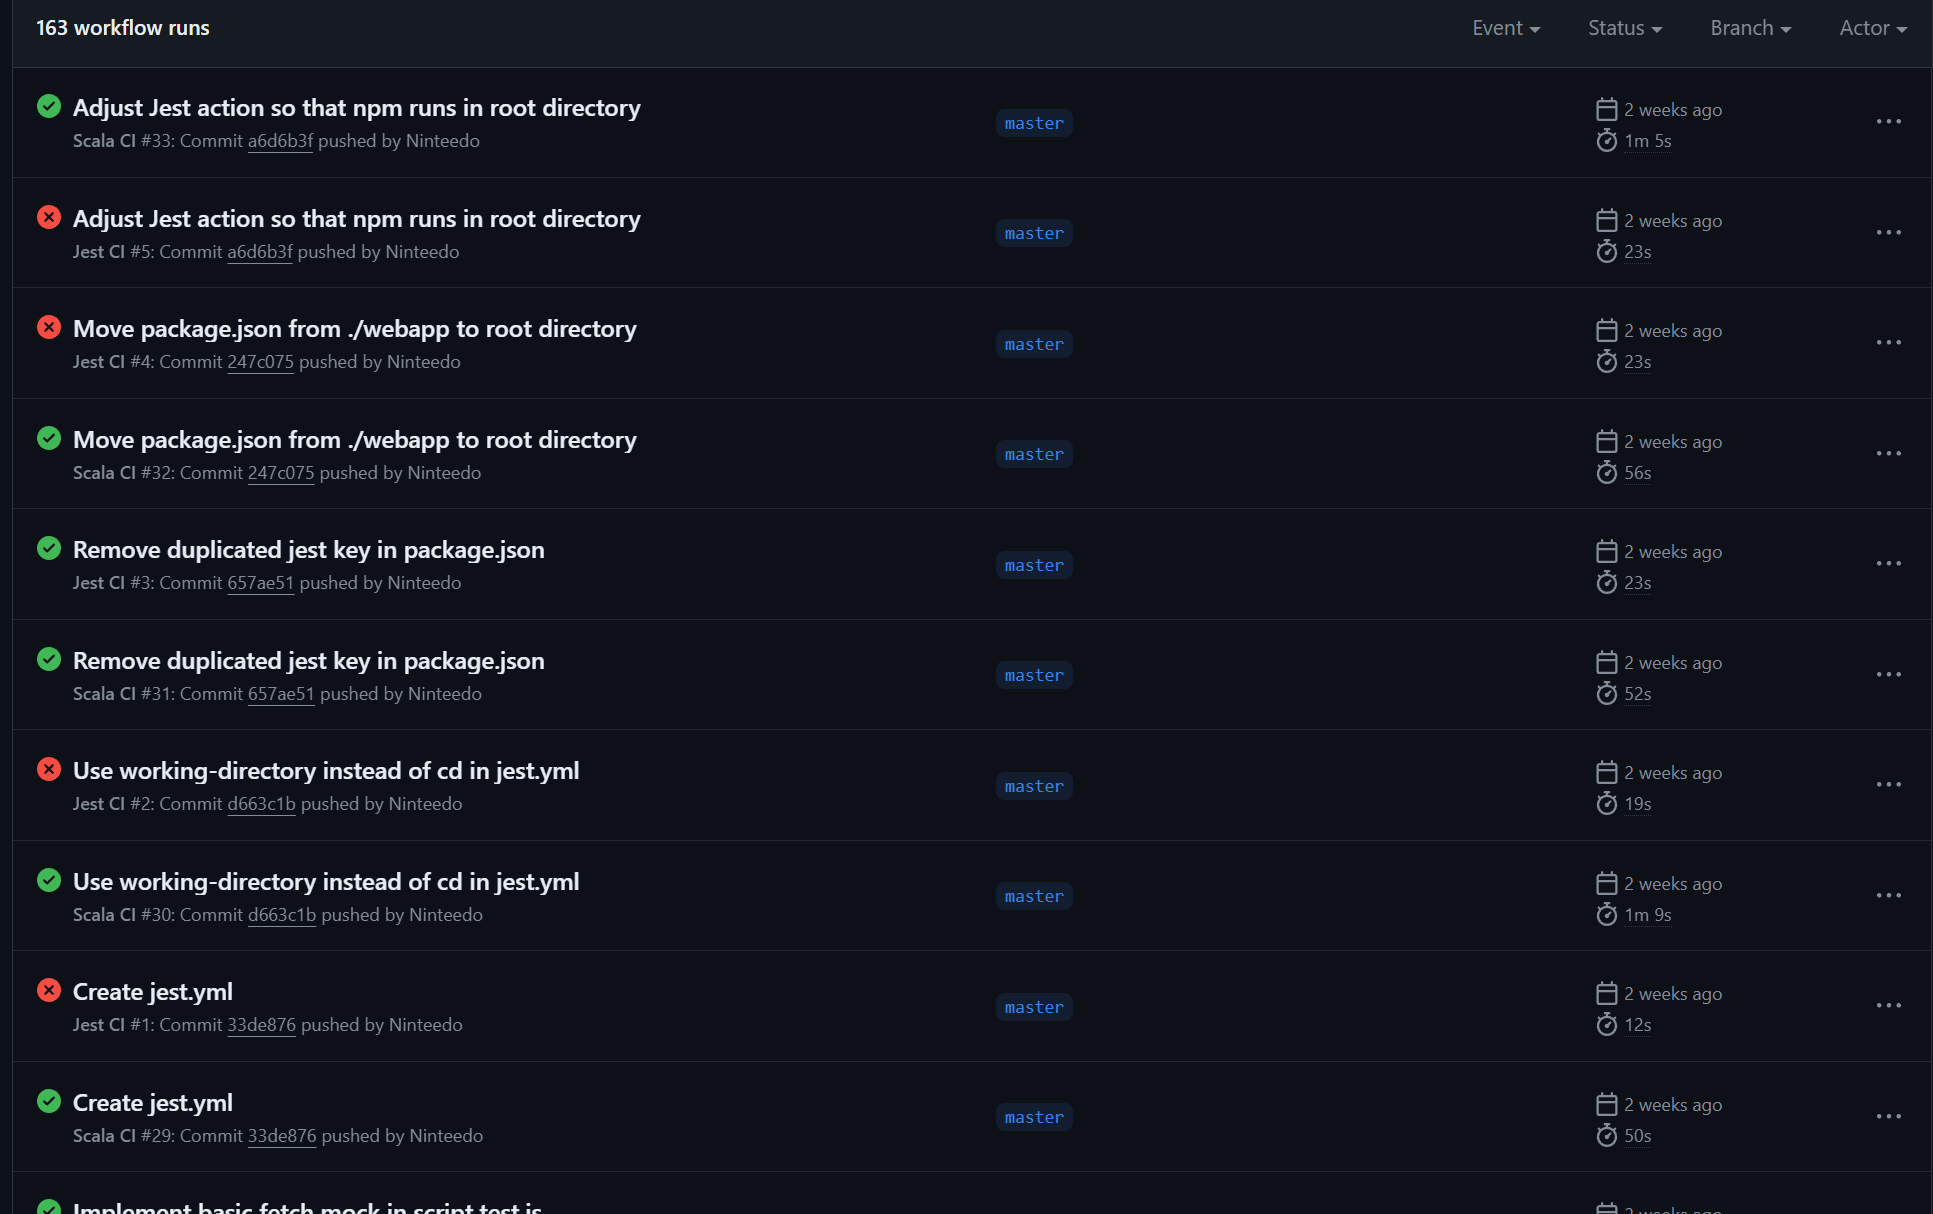 163 workflow runs
Event Status Branch Actor
Adjust Jest action so that npm runs in root directory
Scala CI #33: Commit a6d6b3f pushed by Ninteedo
master
2 weeks ago
1m 5s
Adjust Jest action so that npm runs in root directory
Jest CI #5: Commit a6d6b3f pushed by Ninteedo
master
2 weeks ago
23s
Move package.json from ./webapp to root directory
Jest CI #4: Commit 247c075 pushed by Ninteedo
master
2 weeks ago
23s
Move package.json from ./webapp to root directory
Scala CI #32: Commit 247c075 pushed by Ninteedo
master
2 weeks ago
56s
Remove duplicated jest key in package.json
Jest CI #3: Commit 657ae51 pushed by Ninteedo
master
2 weeks ago
23s
Remove duplicated jest key in package.json
Scala CI #31: Commit 657ae51 pushed by Ninteedo
master
2 weeks ago
52s
Use working-directory instead of cd in jest.yml
Jest CI #2: Commit d663c1b pushed by Ninteedo
master
2 weeks ago
19s
Use working-directory instead of cd in jest.yml
Scala CI #30: Commit d663c1b pushed by Ninteedo
master
2 weeks ago
1m 9s
Create jest.yml
Jest CI #1: Commit 33de876 pushed by Ninteedo
master
2 weeks ago
12s
Create jest.yml
Scala CI #29: Commit 33de876 pushed by Ninteedo
master
2 weeks ago
50s
Implement basic fetch mock in script.test.js
2 weeks ago